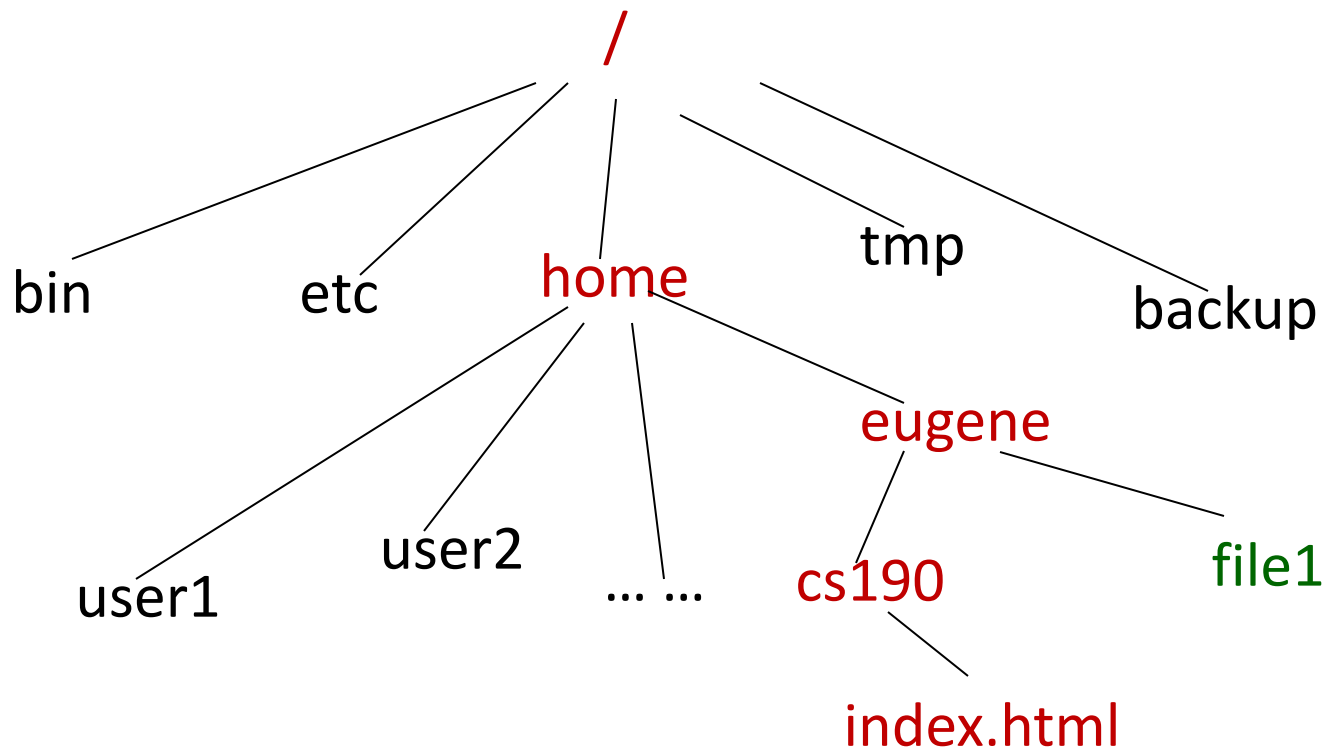 /
bin
etc
home
tmp
backup
eugene
user1
user2
... ...
cs190
file1
index.html